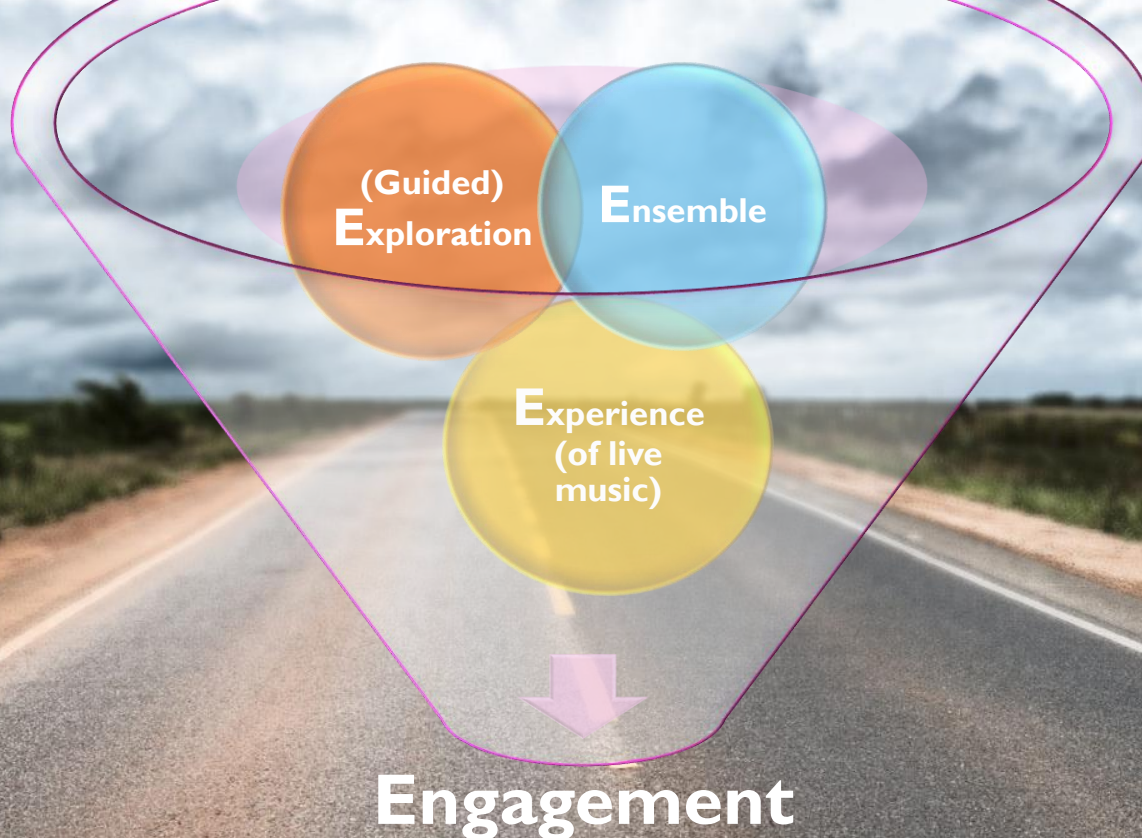 (Guided)
Exploration
Ensemble
Experience
(of live
music)
Engagement